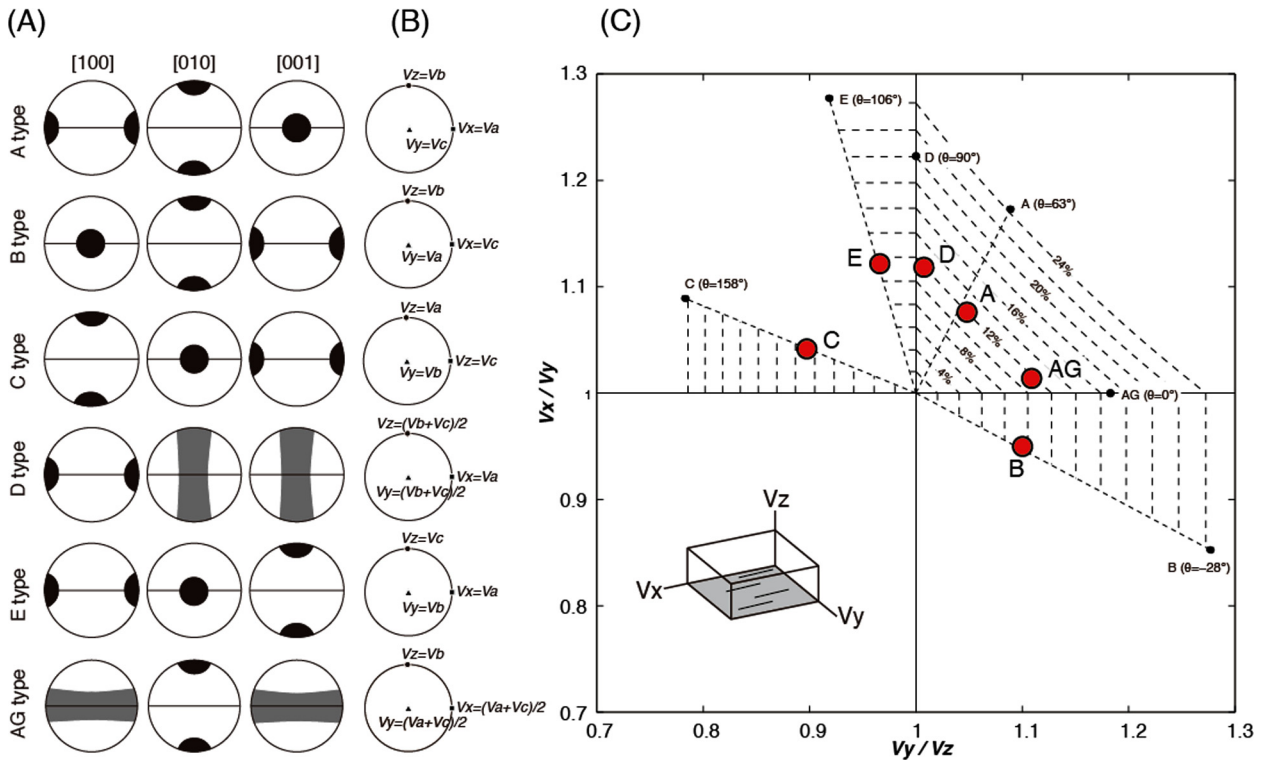 (A)
(B)
(C)
[100] [010] [001]
A type
Vz=Vb
Vx=Va
Vy=Vc
B type
Vz=Vb
Vx=Vc
Vy=Va
C type
Vz=Va
Vz=Vc
Vy=Vb
D type
Vz=(Vb+Vc)/2
Vx=Va
Vy=(Vb+Vc)/2
E type
Vz=Vc
Vx=Va
Vy=Vb
AG type
Vz=Vb
Vx=(Va+Vc)/2
Vy=(Va+Vc)/2
1.3
1.2
1.1
1
0.9
0.8
0.7
Vx / Vy
0.7 0.8 0.9 1 1.1 1.2 1.3
Vy / Vz
E (θ=106°)
D (θ=90°)
A (θ=63°)
C (θ=158°)
AG (θ=0°)
B (θ=−28°)
24%
20%
16%
12%
8%
4%
E
D
A
C
AG
B
Vz
Vx
Vy